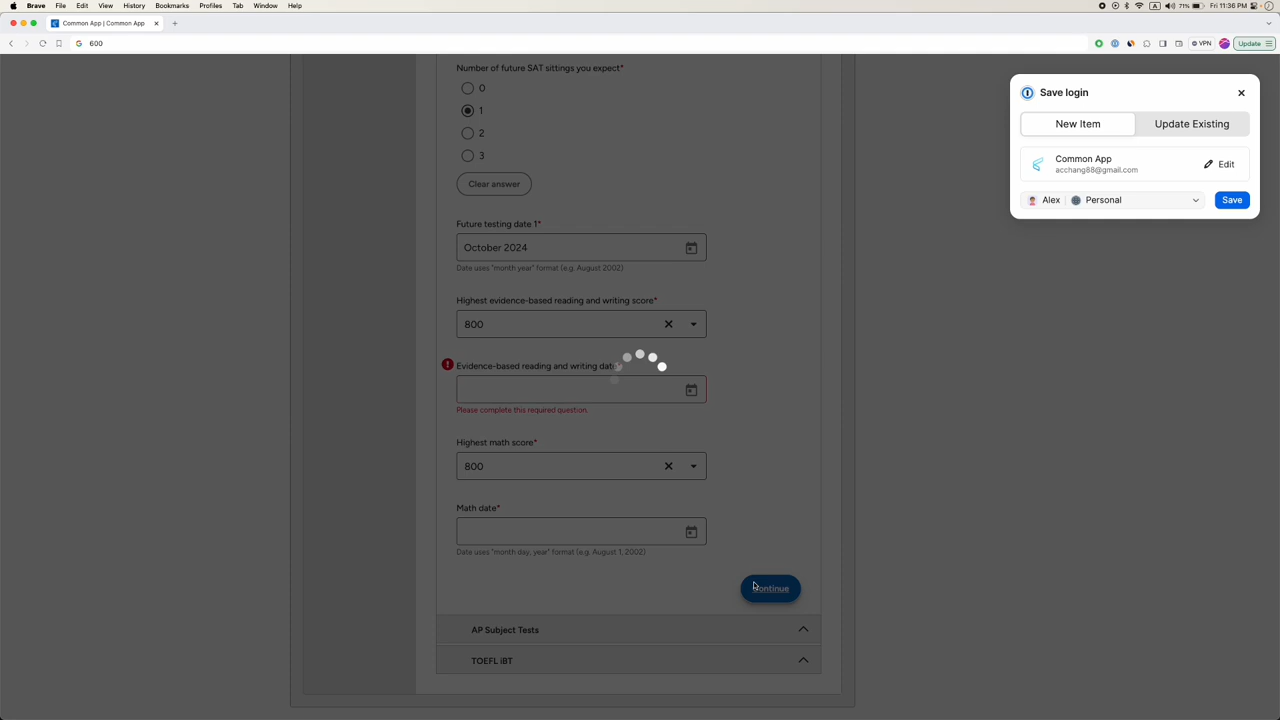 Brave File Edit View History Bookmarks Profiles Tab Window Help A 71% Fri 11:36 PM
Common App | Common App
600 VPN Update
Save login
New Item Update Existing
Common App
acchang88@gmail.com
Edit
Alex Personal Save
Number of future SAT sittings you expect*
0
1
2
3
Clear answer
Future testing date 1*
October 2024
Date uses "month year" format (e.g. August 2002)
Highest evidence-based reading and writing score*
800
Evidence-based reading and writing dat
Please complete this required question.
Highest math score*
800
Math date*
Date uses "month day, year" format (e.g. August 1, 2002)
Continue
AP Subject Tests
TOEFL iBT